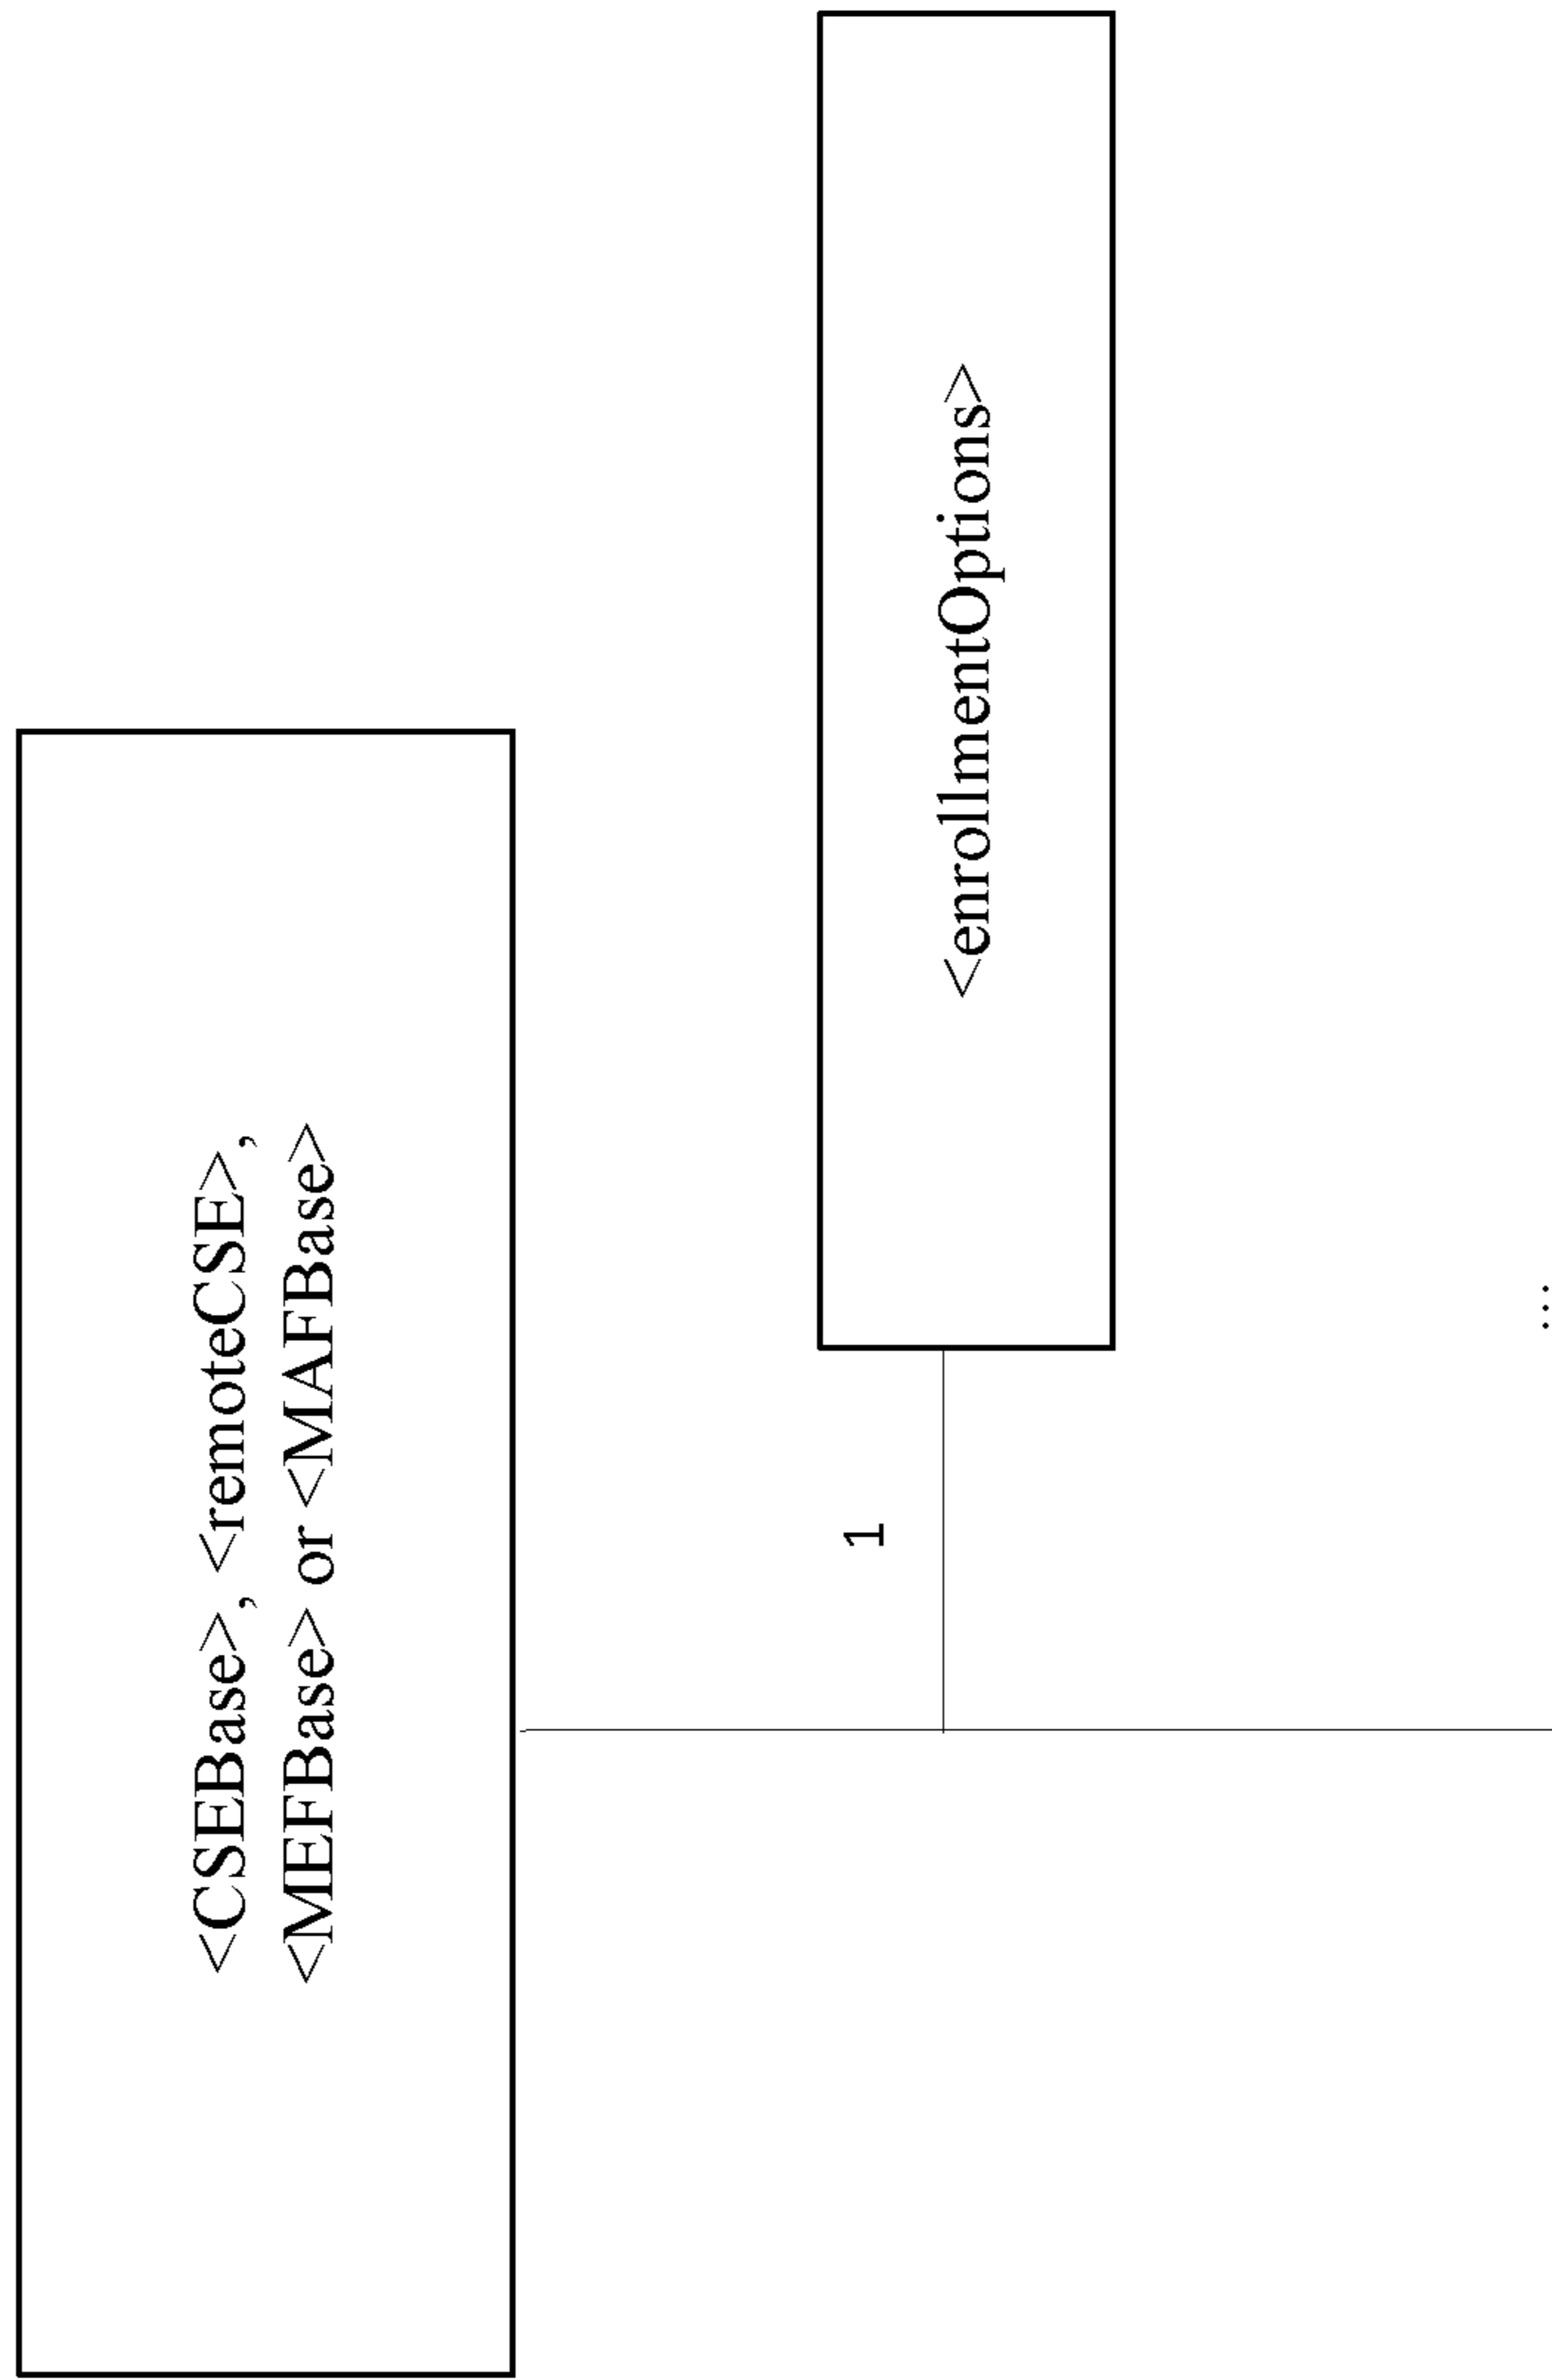 <CSEBase>, <remoteCSE>,
<MEFBase> or <MAFBase>
1
<enrollmentOptions>
...